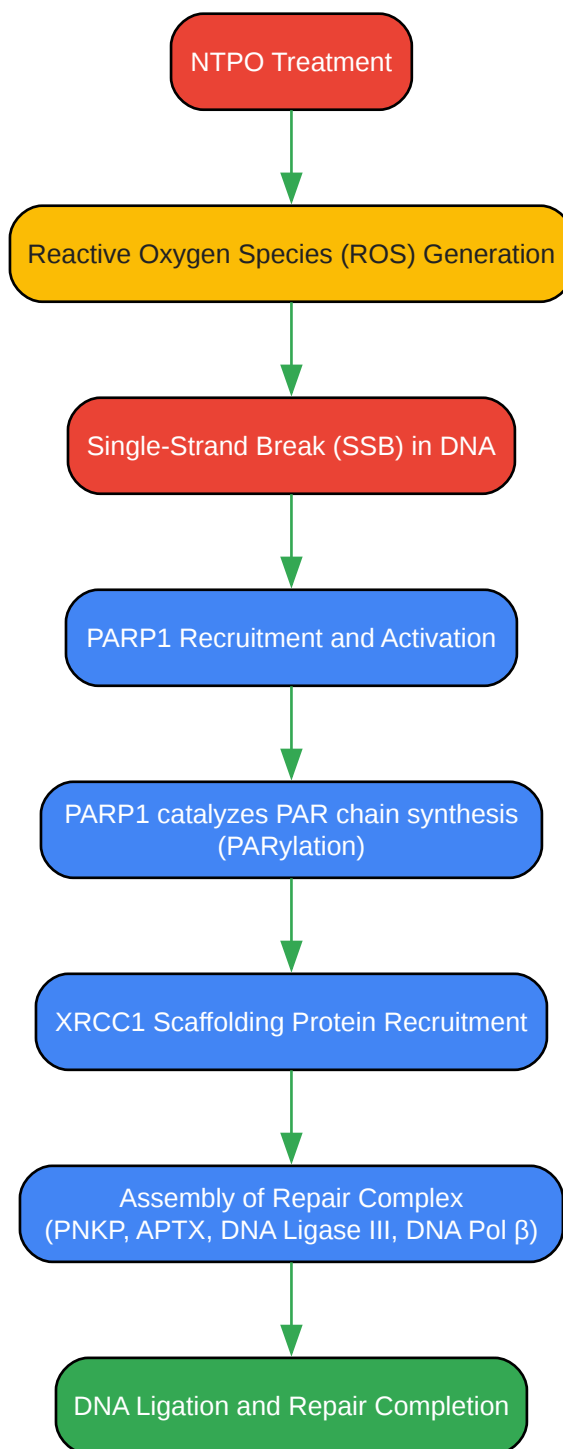 NTPO Treatment
Reactive Oxygen Species (ROS) Generation
Single-Strand Break (SSB) in DNA
PARP1 Recruitment and Activation
PARP1 catalyzes PAR chain synthesis
(PARylation)
XRCC1 Scaffolding Protein Recruitment
Assembly of Repair Complex
(PNKP, APTX, DNA Ligase III, DNA Pol β)
DNA Ligation and Repair Completion